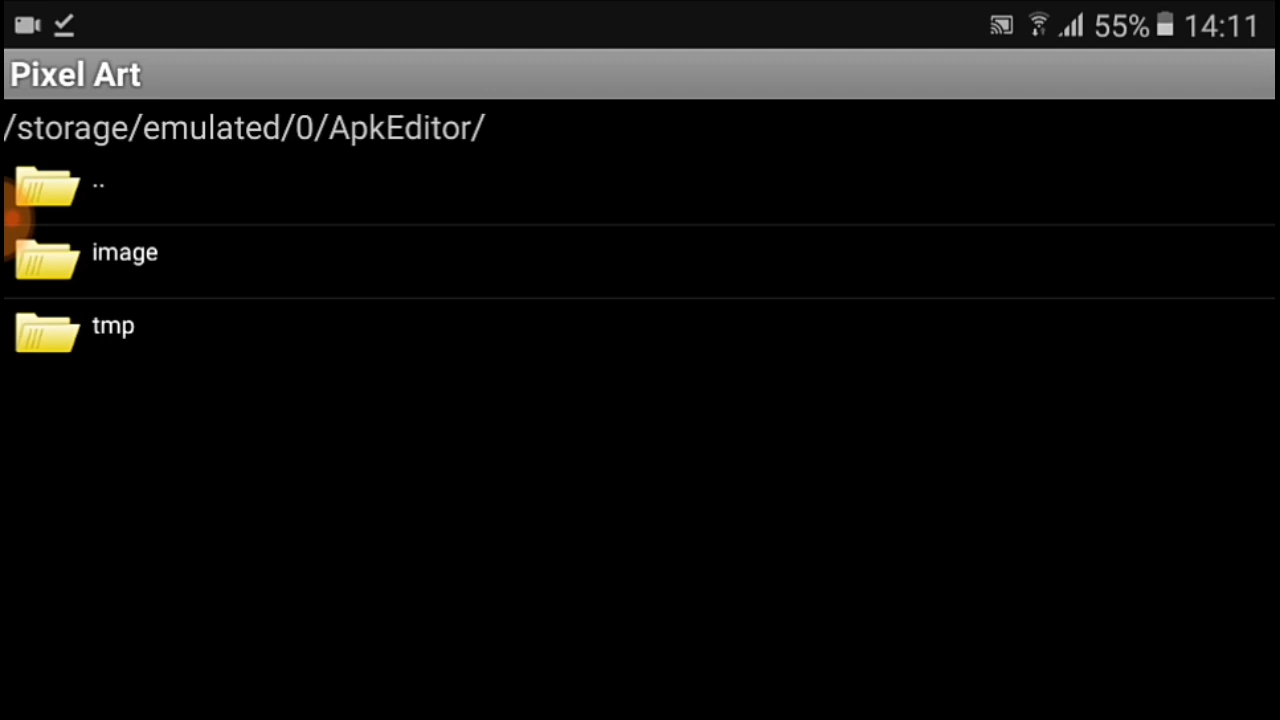 55% 14:11
Pixel Art
/storage/emulated/0/ApkEditor/
..
image
tmp